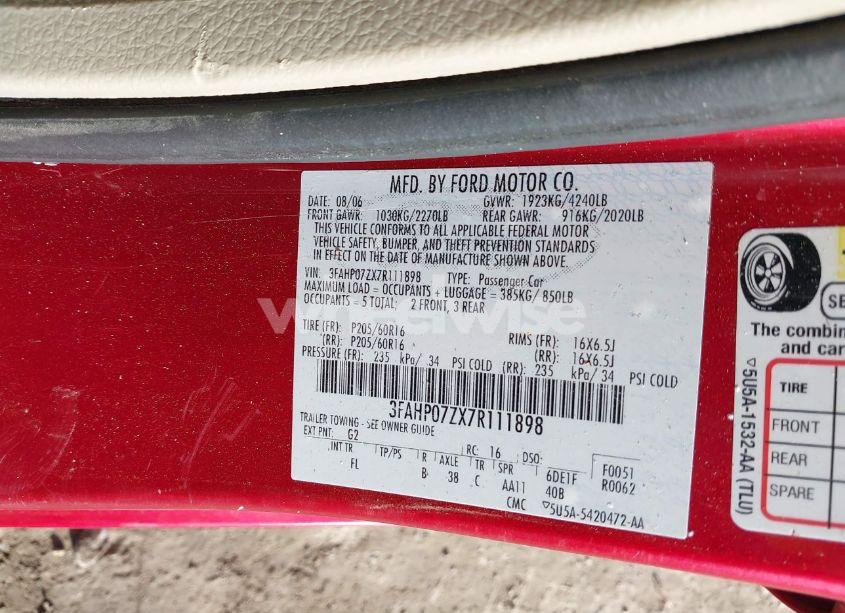 MFD. BY FORD MOTOR CO.
DATE: 08/06 GVWR: 1923KG/4240LB
FRONT GAWR: 1030KG/2270LB REAR GAWR: 916KG/2020LB
THIS VEHICLE CONFORMS TO ALL APPLICABLE FEDERAL MOTOR
VEHICLE SAFETY, BUMPER, AND THEFT PREVENTION STANDARDS
IN EFFECT ON THE DATE OF MANUFACTURE SHOWN ABOVE.
VIN: 3FAHP07ZX7R111898 TYPE: Passenger Car
MAXIMUM LOAD = OCCUPANTS + LUGGAGE = 385KG/ 850LB
OCCUPANTS = 5 TOTAL: 2 FRONT, 3 REAR
wheelwise
TIRE (FR): P205/60R16 RIMS (FR): 16X6.5J
(RR): P205/60R16 (RR): 16X6.5J
PRESSURE (FR): 235 kPa/ 34 PSI COLD (RR): 235 kPa/ 34 PSI COLD
3FAHP07ZX7R111898
TRAILER TOWING - SEE OWNER GUIDE
EXT PNT: G2 RC: 16 DSO: F0051
INT TR TP/PS R AXLE TR SPR 6DE1F R0062
FL B 38 C AA11 40B
CMC ▽5U5A-5420472-AA
▽5U5A-1532-AA (TLU)
SE
The combin
and car
TIRE
FRONT
REAR
SPARE